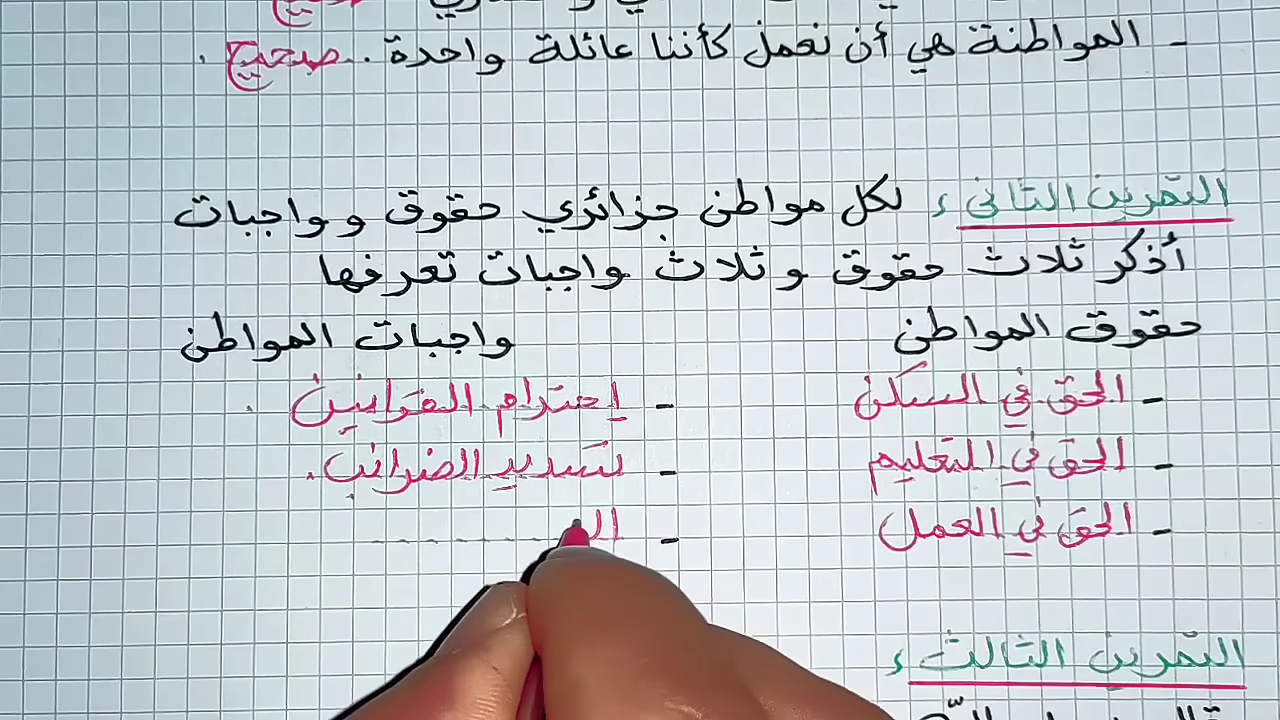 - المواطنة هي أن نعمل كأننا عائلة واحدة . صحيح .
التمرين الثاني : لكل مواطن جزائري حقوق و واجبات
أذكر ثلاث حقوق و ثلاث واجبات تعرفها
حقوق المواطن واجبات المواطن
- الحق في السكن - إحترام القوانين .
- الحق في التعليم - تسديد الضرائب .
- الحق في العمل -
التمرين الثالث :